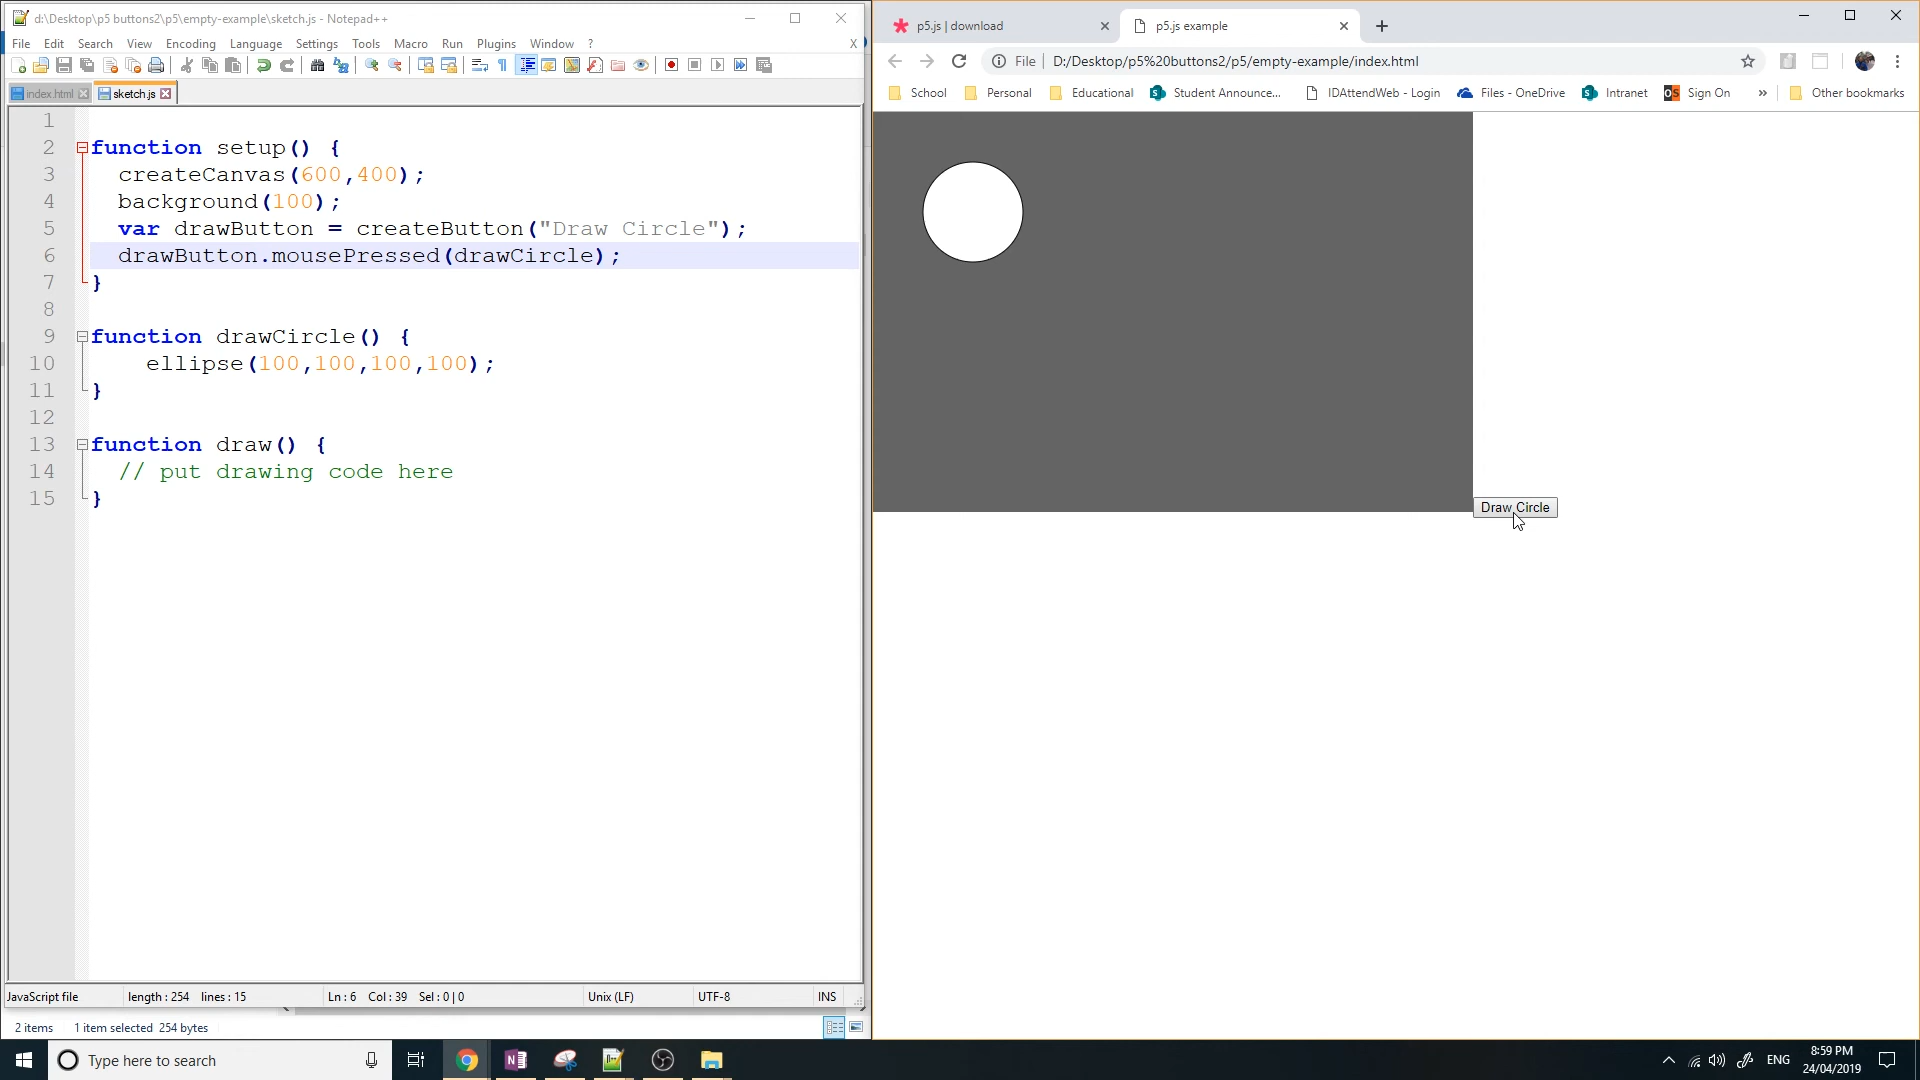 d:\Desktop\p5 buttons2\p5\empty-example\sketch.js - Notepad++
File Edit Search View Encoding Language Settings Tools Macro Run Plugins Window ? X
index.html sketch.js
1
2 function setup() {
3 createCanvas(600,400);
4 background(100);
5 var drawButton = createButton("Draw Circle");
6 drawButton.mousePressed(drawCircle);
7 }
8
9 function drawCircle() {
10 ellipse(100,100,100,100);
11 }
12
13 function draw() {
14 // put drawing code here
15 }
JavaScript file length : 254 lines : 15 Ln : 6 Col : 39 Sel : 0 | 0 Unix (LF) UTF-8 INS
2 items 1 item selected 254 bytes
p5.js | download p5.js example
File D:/Desktop/p5%20buttons2/p5/empty-example/index.html
School Personal Educational Student Announce... IDAttendWeb - Login Files - OneDrive Intranet OS Sign On » Other bookmarks
Draw Circle
Type here to search
ENG 8:59 PM
24/04/2019